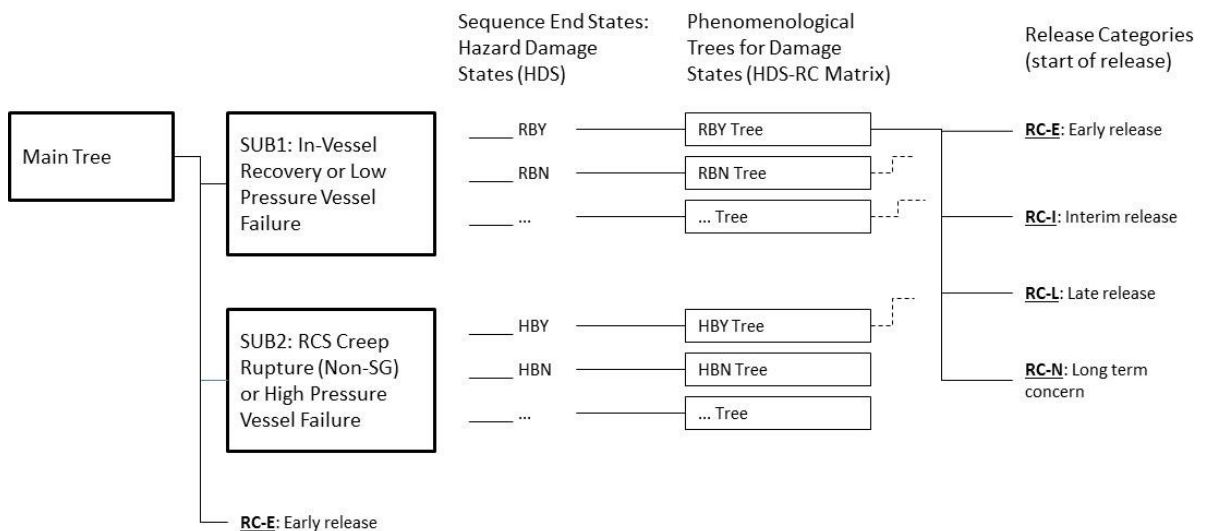 Sequence End States:
Hazard Damage
States (HDS)
Phenomenological
Trees for Damage
States (HDS-RC Matrix)
Release Categories
(start of release)
Main Tree
SUB1: In-Vessel
Recovery or Low
Pressure Vessel
Failure
RBY
RBY Tree
RC-E: Early release
RBN
RBN Tree
...
... Tree
RC-I: Interim release
RC-L: Late release
SUB2: RCS Creep
Rupture (Non-SG)
or High Pressure
Vessel Failure
HBY
HBY Tree
HBN
HBN Tree
...
... Tree
RC-N: Long term
concern
RC-E: Early release